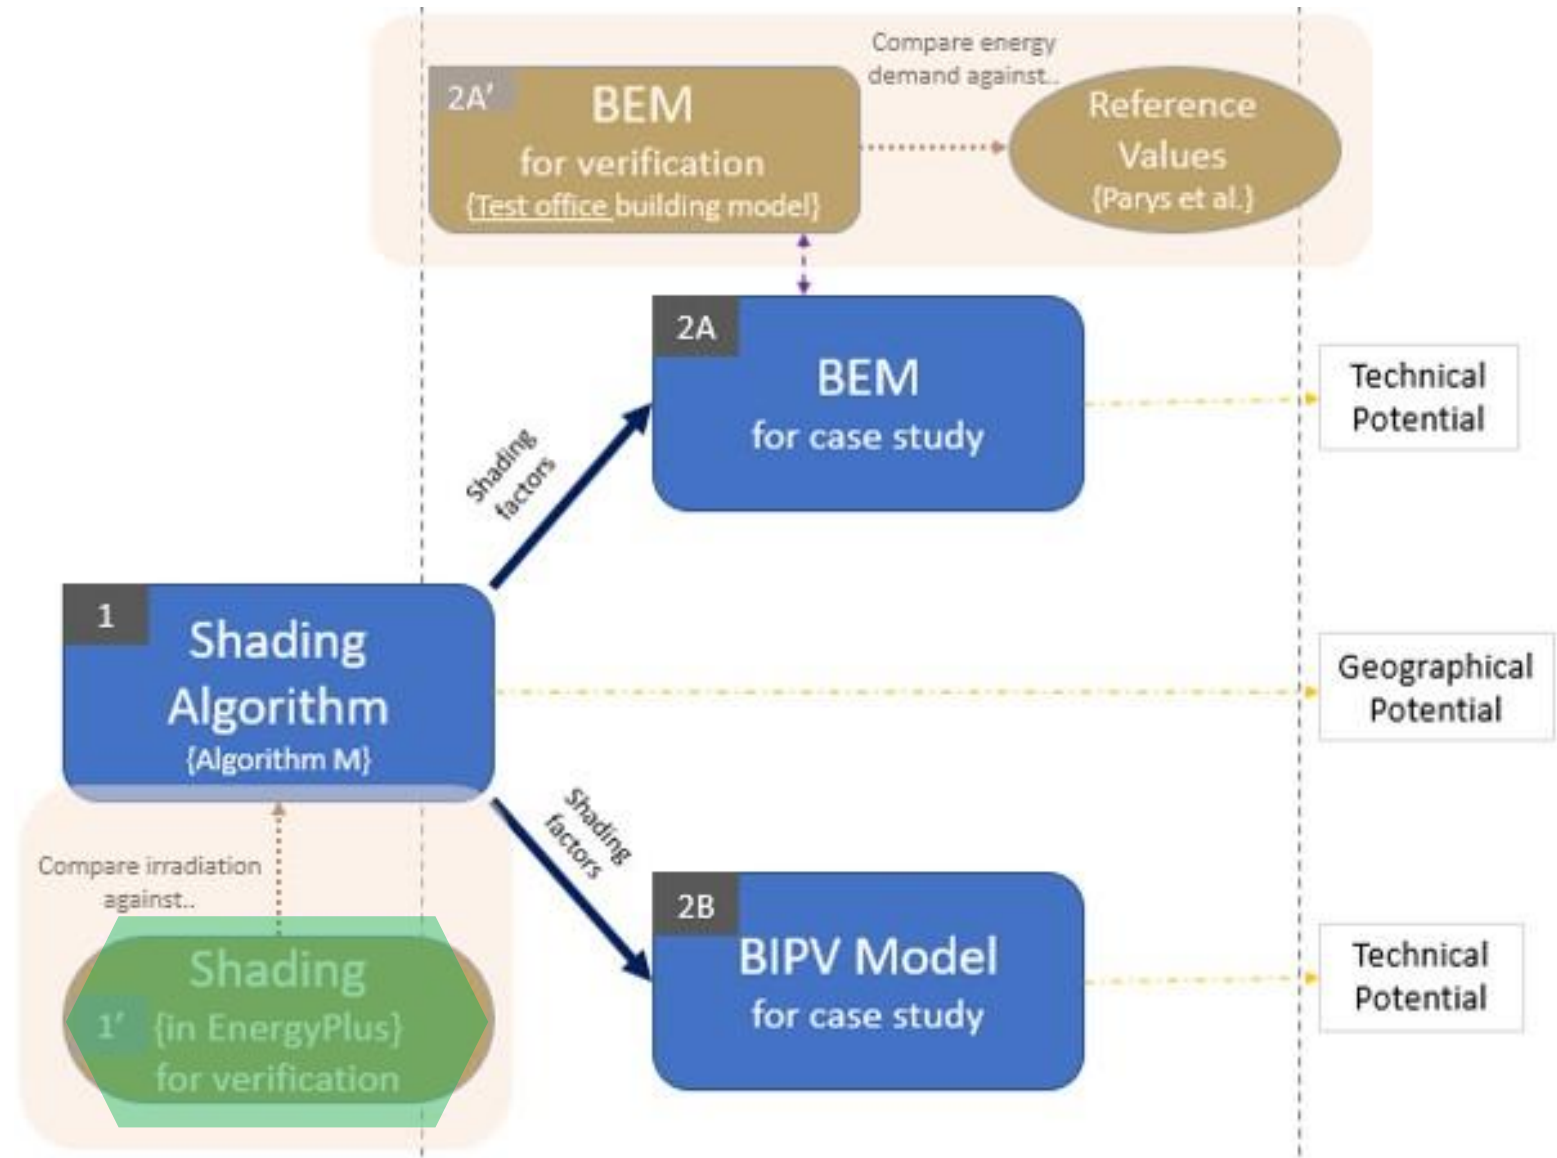 Compare energy
demand against..
2A'
BEM
for verification
{Test office building model}
Reference
Values
{Parys et al.}
2A
BEM
for case study
Technical
Potential
Shading
factors
1
Shading
Algorithm
{Algorithm M}
Geographical
Potential
Shading
factors
Compare irradiation
against..
2B
BIPV Model
for case study
Technical
Potential
Shading
1'
{in EnergyPlus}
for verification